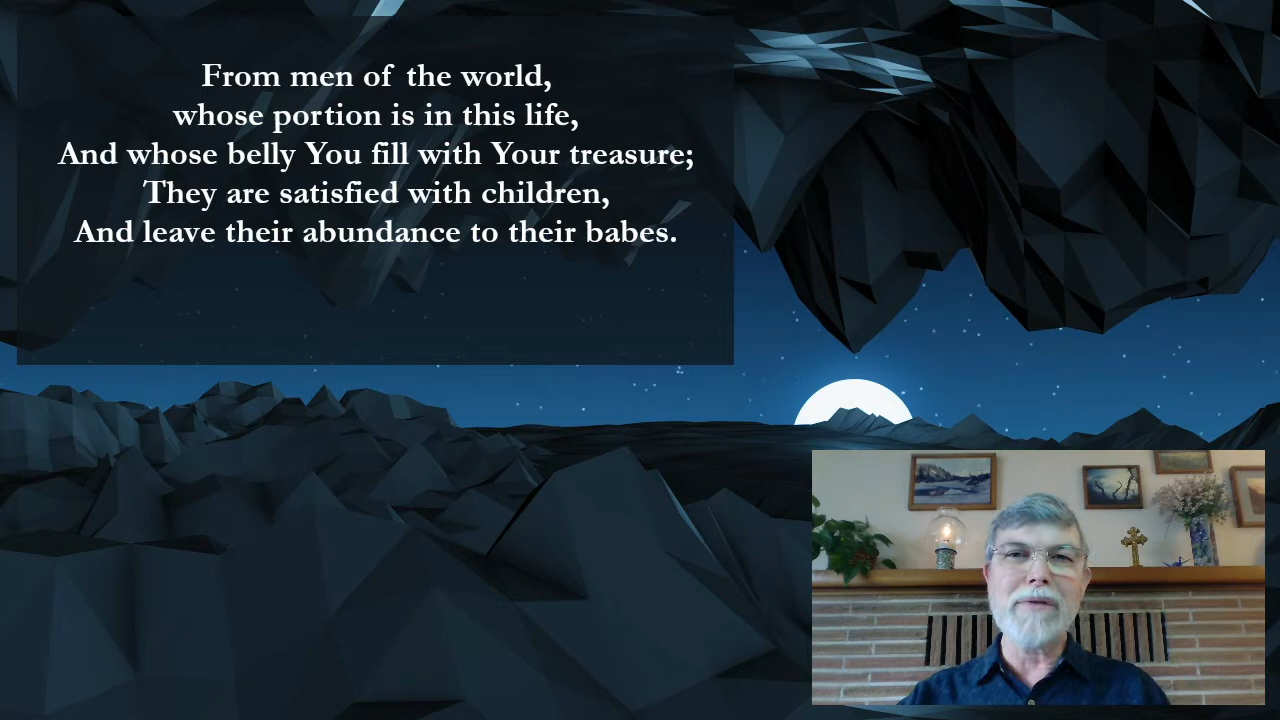 From men of the world,
whose portion is in this life,
And whose belly You fill with Your treasure;
They are satisfied with children,
And leave their abundance to their babes.